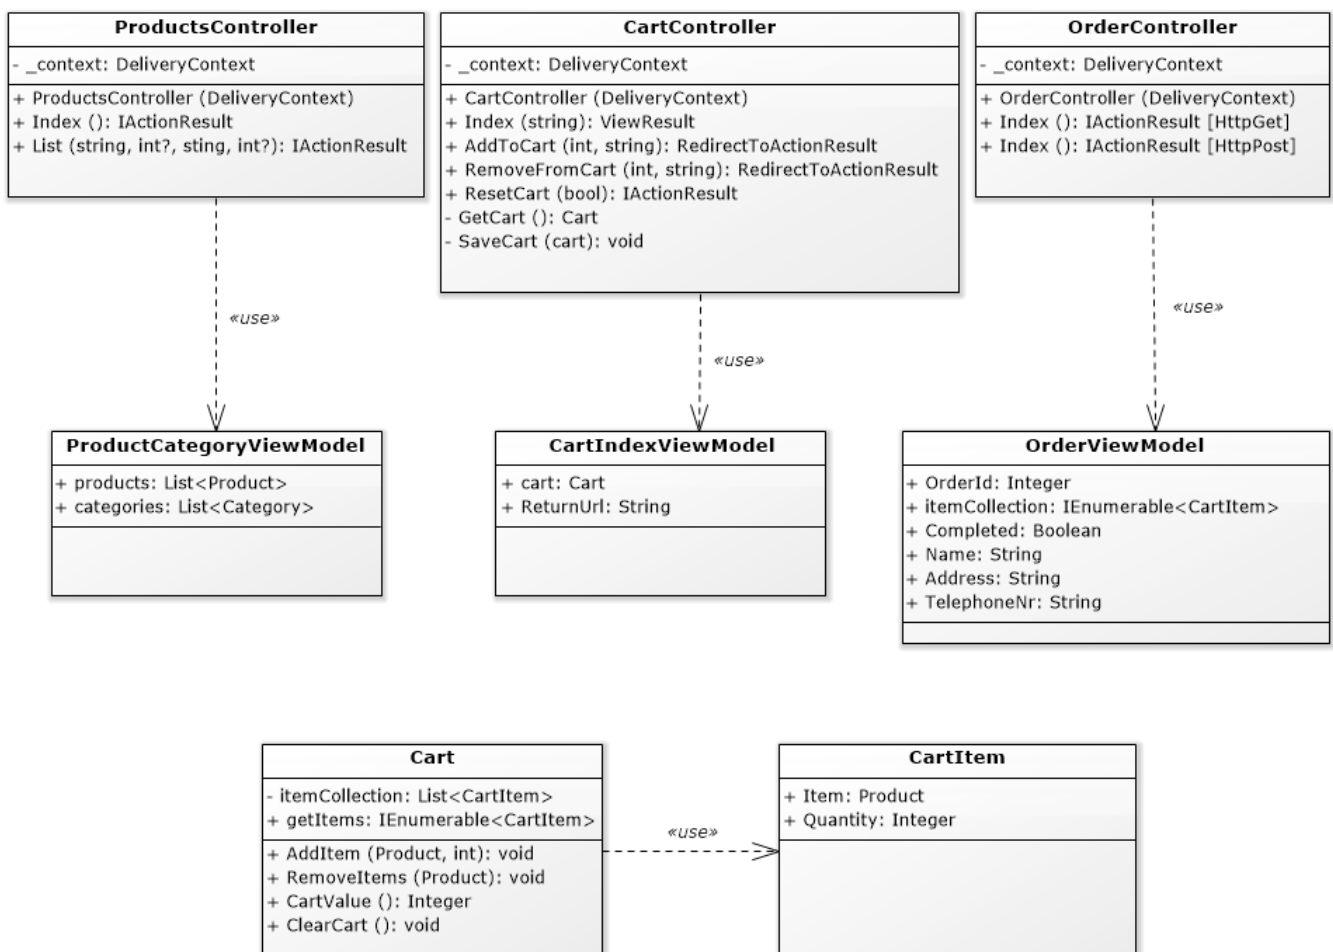 ProductsController
- _context: DeliveryContext
+ ProductsController (DeliveryContext)
+ Index (): IActionResult
+ List (string, int?, sting, int?): IActionResult
CartController
- _context: DeliveryContext
+ CartController (DeliveryContext)
+ Index (string): ViewResult
+ AddToCart (int, string): RedirectToActionResult
+ RemoveFromCart (int, string): RedirectToActionResult
+ ResetCart (bool): IActionResult
- GetCart (): Cart
- SaveCart (cart): void
OrderController
- _context: DeliveryContext
+ OrderController (DeliveryContext)
+ Index (): IActionResult [HttpGet]
+ Index (): IActionResult [HttpPost]
«use»
«use»
«use»
ProductCategoryViewModel
+ products: List<Product>
+ categories: List<Category>
CartIndexViewModel
+ cart: Cart
+ ReturnUrl: String
OrderViewModel
+ OrderId: Integer
+ itemCollection: IEnumerable<CartItem>
+ Completed: Boolean
+ Name: String
+ Address: String
+ TelephoneNr: String
Cart
- itemCollection: List<CartItem>
+ getItems: IEnumerable<CartItem>
+ AddItem (Product, int): void
+ RemoveItems (Product): void
+ CartValue (): Integer
+ ClearCart (): void
«use»
CartItem
+ Item: Product
+ Quantity: Integer